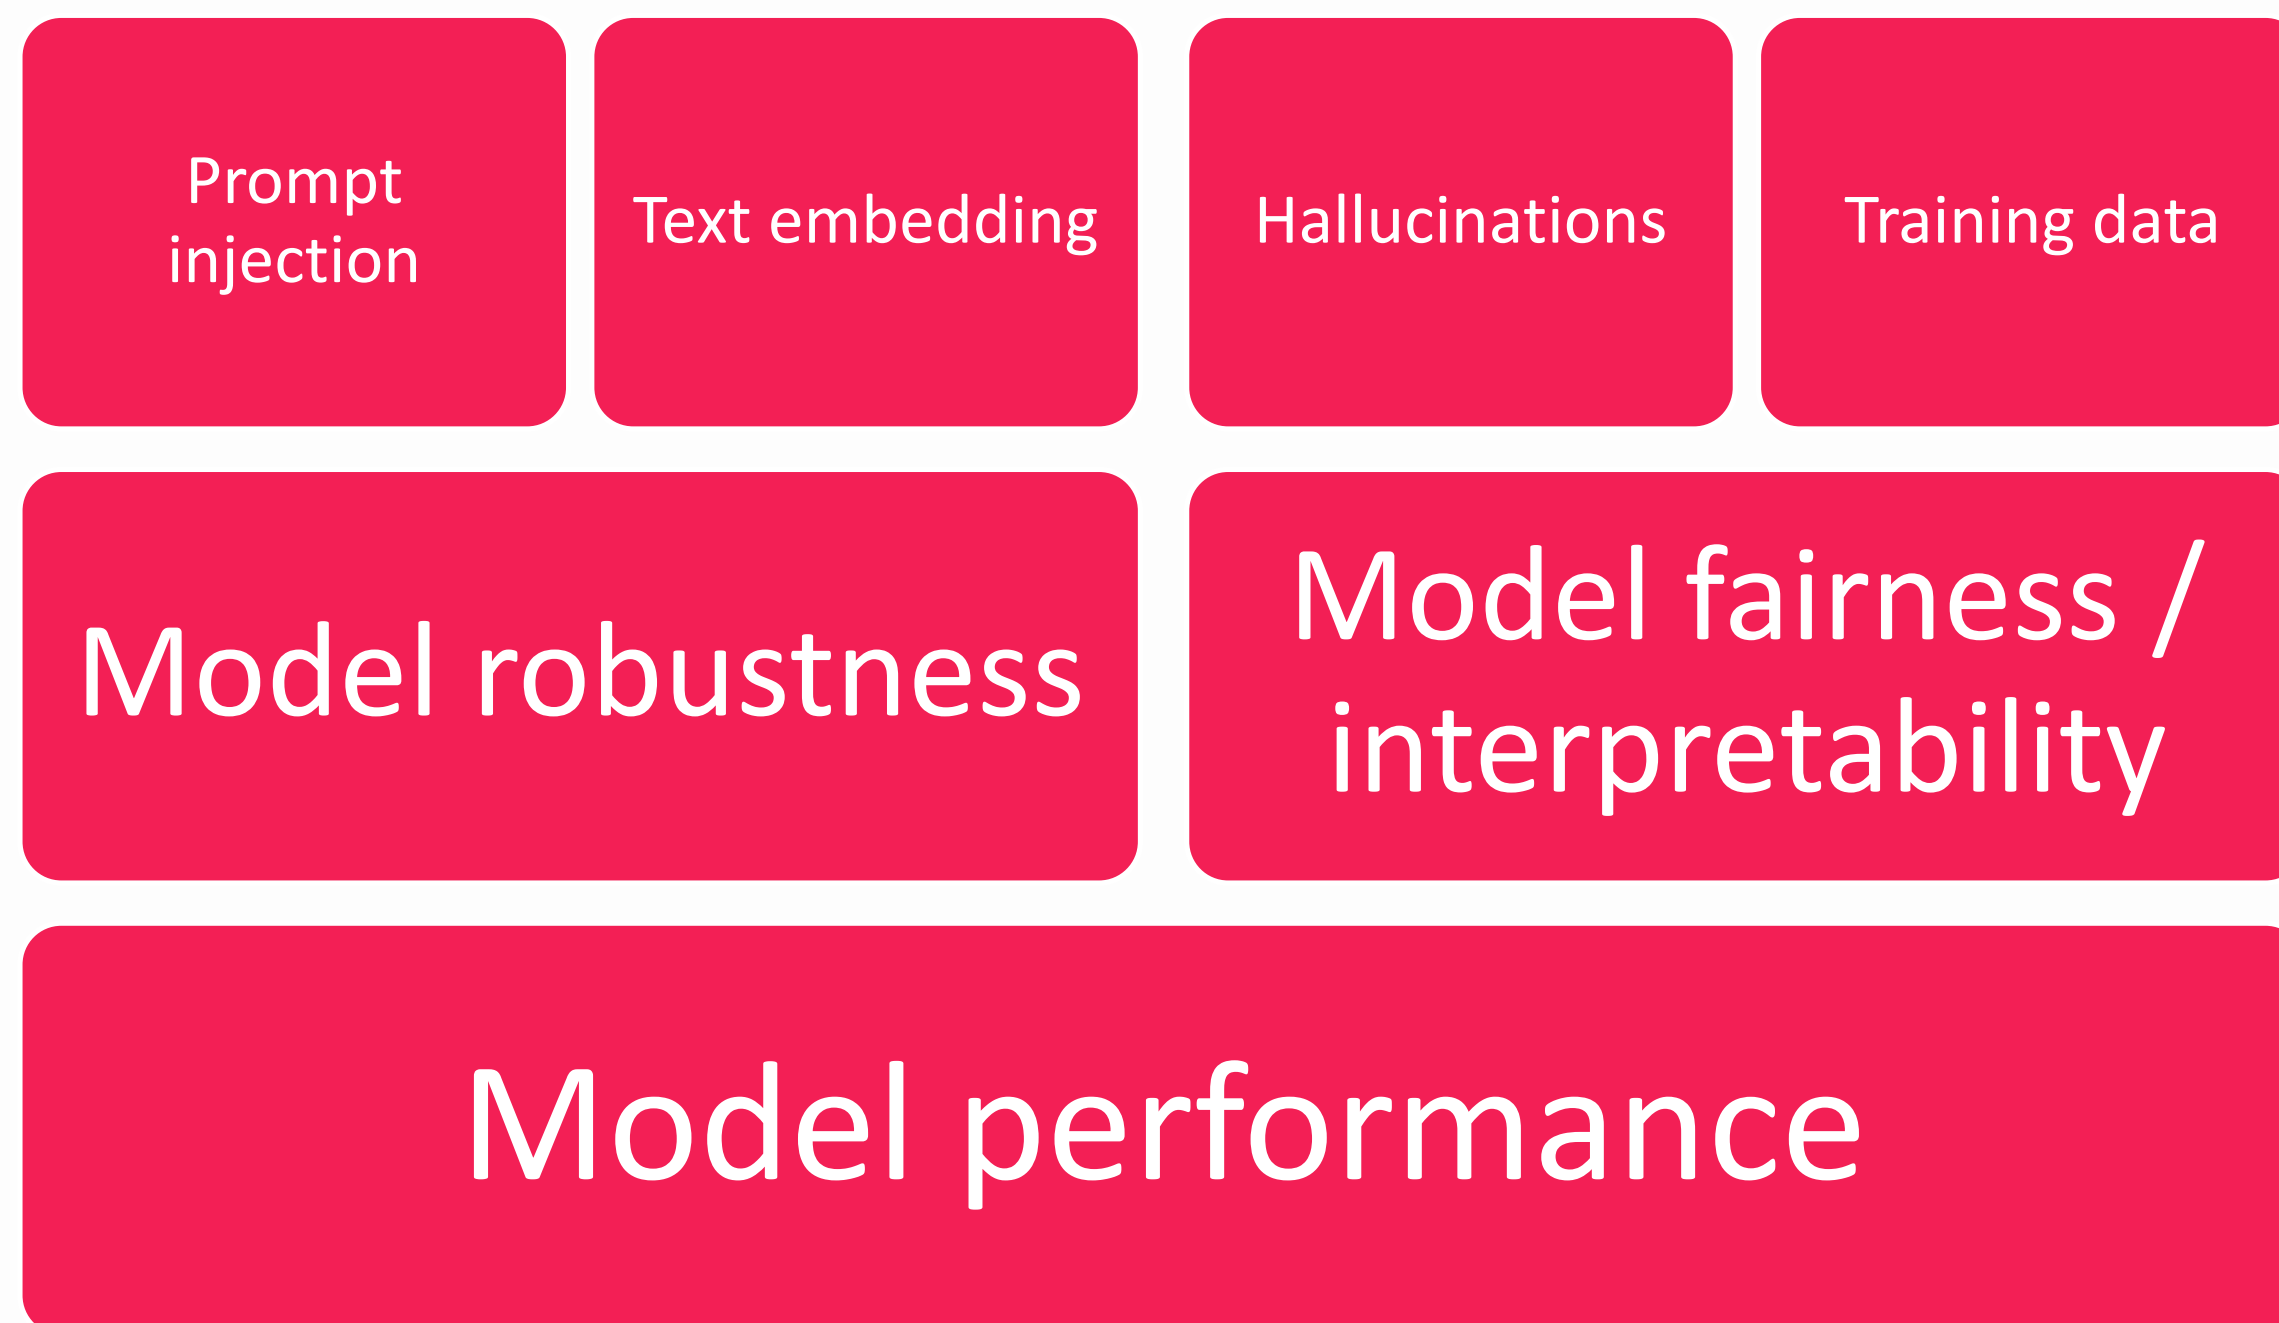 Prompt
injection
Text embedding
Hallucinations
Training data
Model robustness
Model fairness /
interpretability
Model performance